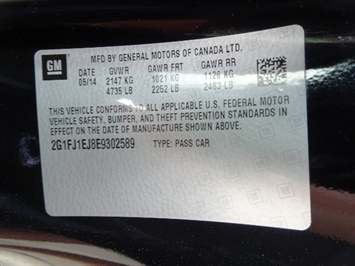 GM
MFD BY GENERAL MOTORS OF CANADA LTD.
DATE GVWR GAWR FRT GAWR RR
05/14 2147 KG 1021 KG 1126 KG
4735 LB 2252 LB 2483 LB
THIS VEHICLE CONFORMS TO ALL APPLICABLE U.S. FEDERAL MOTOR
VEHICLE SAFETY, BUMPER, AND THEFT PREVENTION STANDARDS IN
EFFECT ON THE DATE OF MANUFACTURE SHOWN ABOVE.
2G1FJ1EJ8E9302589 TYPE: PASS CAR